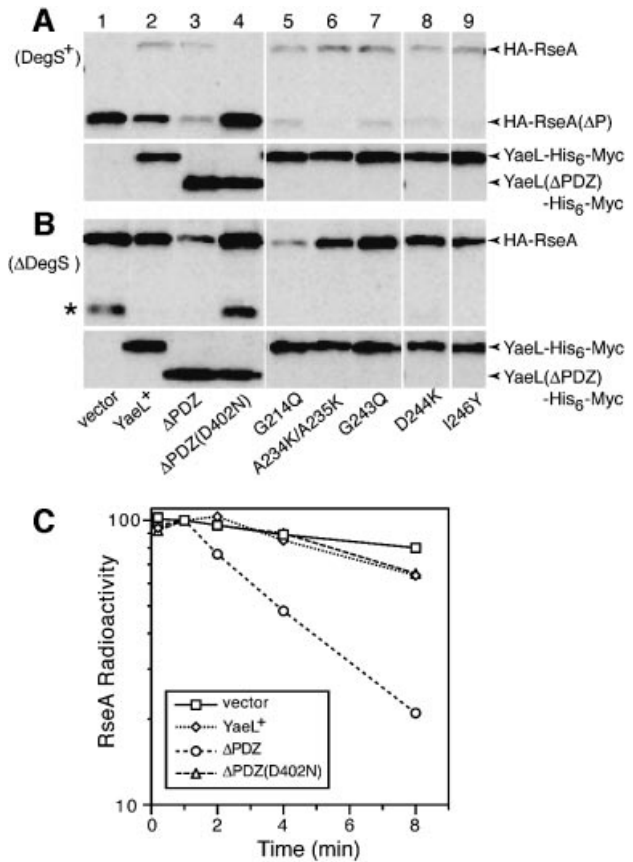 A
1 2 3 4 5 6 7 8 9
(DegS+)
HA-RseA
HA-RseA(ΔP)
YaeL-His6-Myc
YaeL(ΔPDZ)
-His6-Myc
B
(ΔDegS )
HA-RseA
*
YaeL-His6-Myc
YaeL(ΔPDZ)
-His6-Myc
vector
YaeL+
ΔPDZ
ΔPDZ(D402N)
G214Q
A234K/A235K
G243Q
D244K
I246Y
C
100
10
RseA Radioactivity
vector
YaeL+
ΔPDZ
ΔPDZ(D402N)
0 2 4 6 8
Time (min)